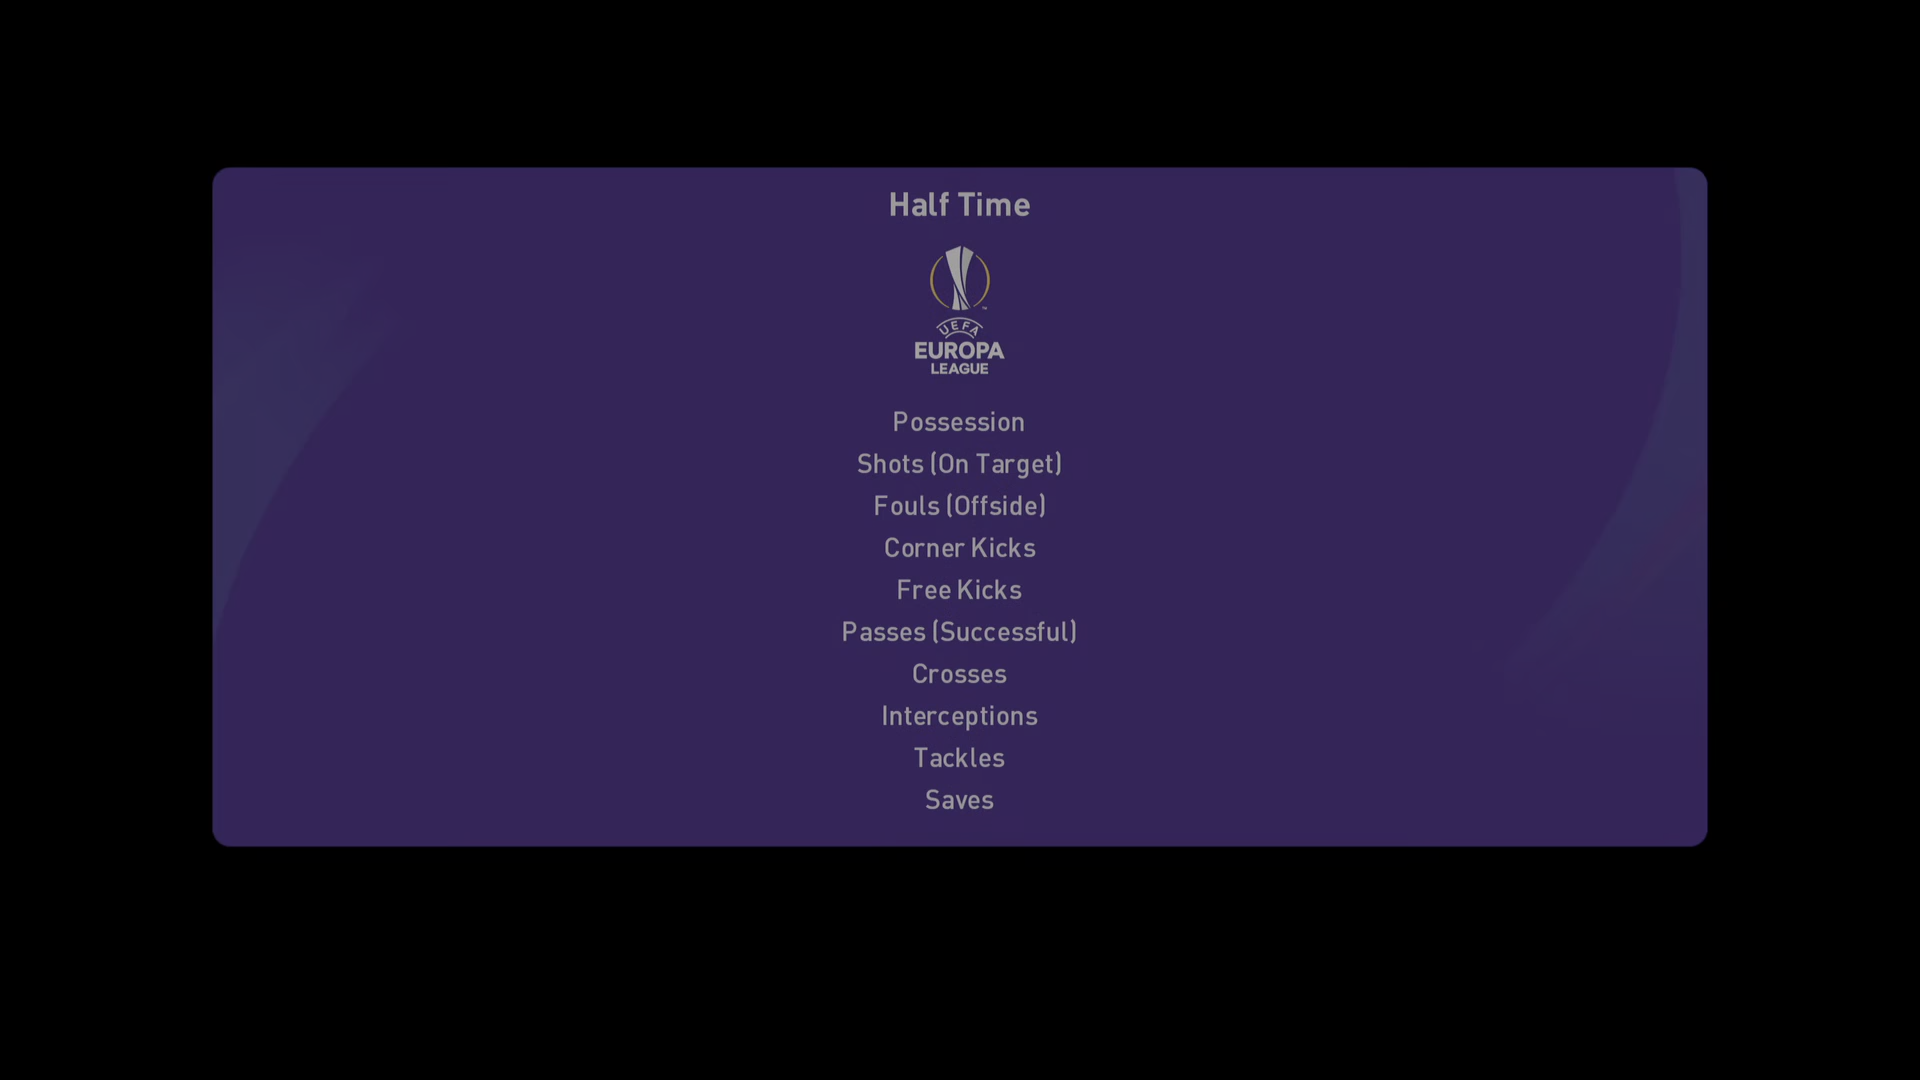 Half Time
UEFA
EUROPA
LEAGUE
Possession
Shots (On Target)
Fouls (Offside)
Corner Kicks
Free Kicks
Passes (Successful)
Crosses
Interceptions
Tackles
Saves